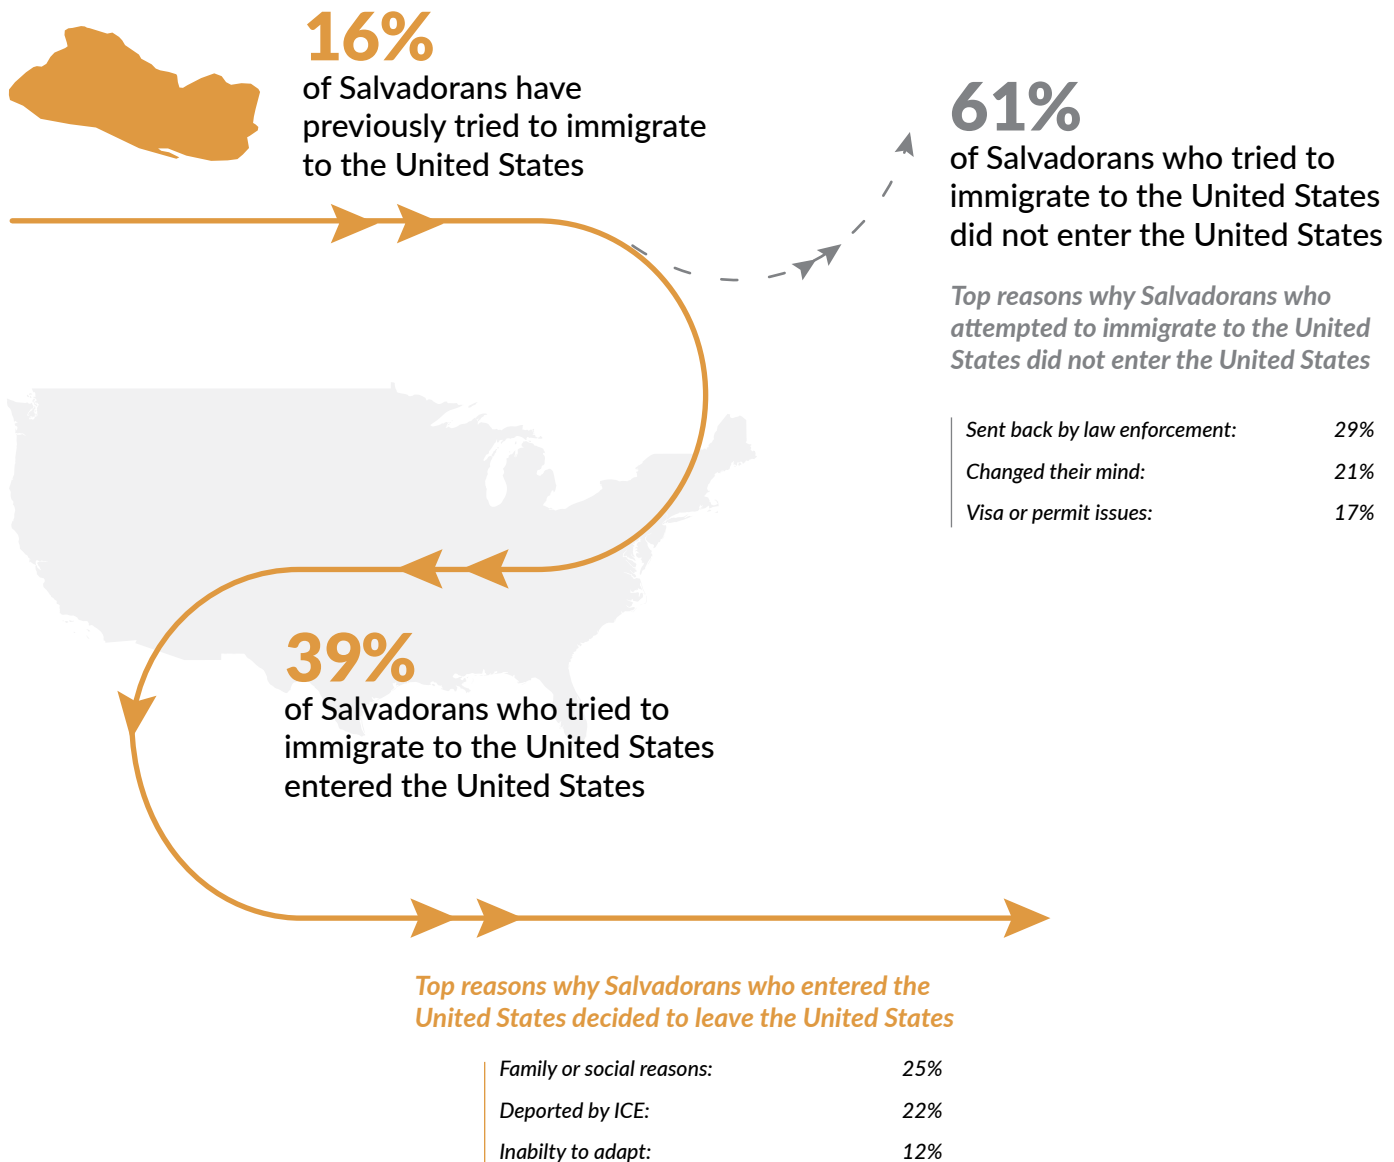 16%
of Salvadorans have
previously tried to immigrate
to the United States
61%
of Salvadorans who tried to
immigrate to the United States
did not enter the United States
Top reasons why Salvadorans who
attempted to immigrate to the United
States did not enter the United States
Sent back by law enforcement: 29%
Changed their mind: 21%
Visa or permit issues: 17%
39%
of Salvadorans who tried to
immigrate to the United States
entered the United States
Top reasons why Salvadorans who entered the
United States decided to leave the United States
Family or social reasons: 25%
Deported by ICE: 22%
Inabilty to adapt: 12%